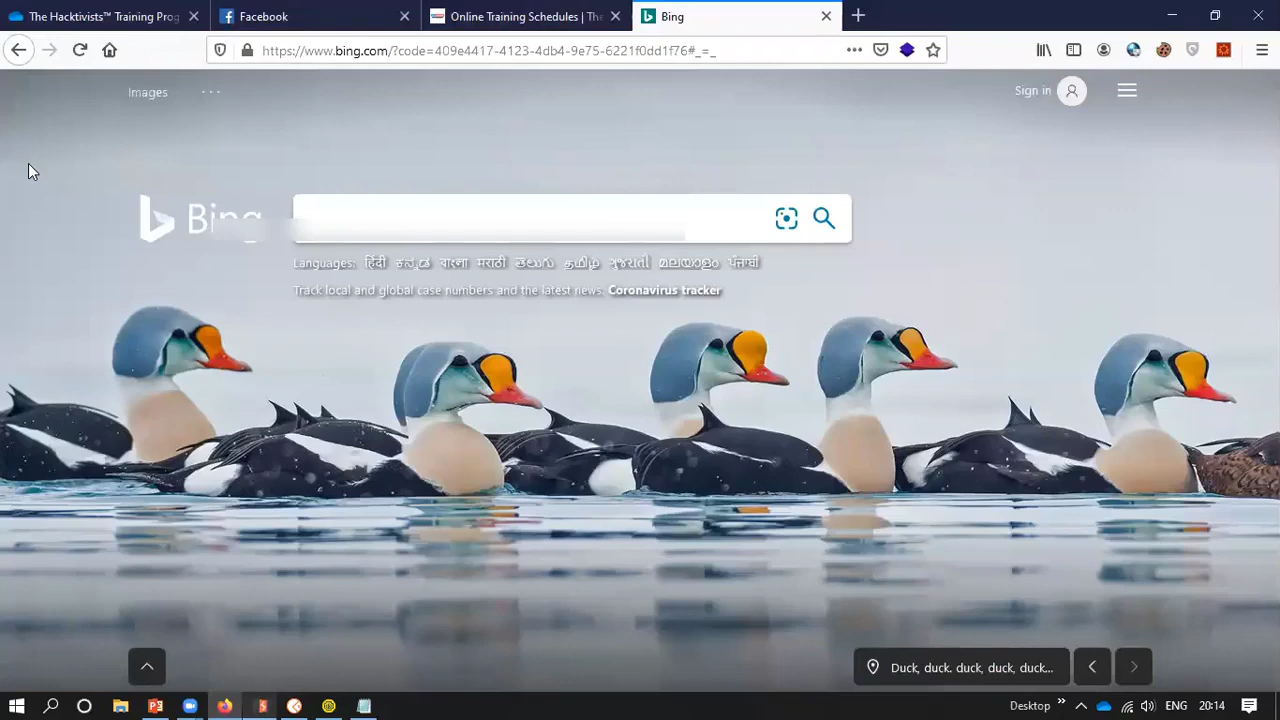 The Hacktivists™ Training Prog
Facebook
Online Training Schedules | The
Bing
https://www.bing.com/?code=409e4417-4123-4db4-9e75-6221f0dd1f76#_=_
Images
Sign in
Bing
Languages: हिंदी ಕನ್ನಡ বাংলা मराठी తెలుగు தமிழ் ગુજરાતી മലയാളം ਪੰਜਾਬੀ
Track local and global case numbers and the latest news. Coronavirus tracker
Duck, duck. duck, duck, duck...
Desktop
ENG
20:14